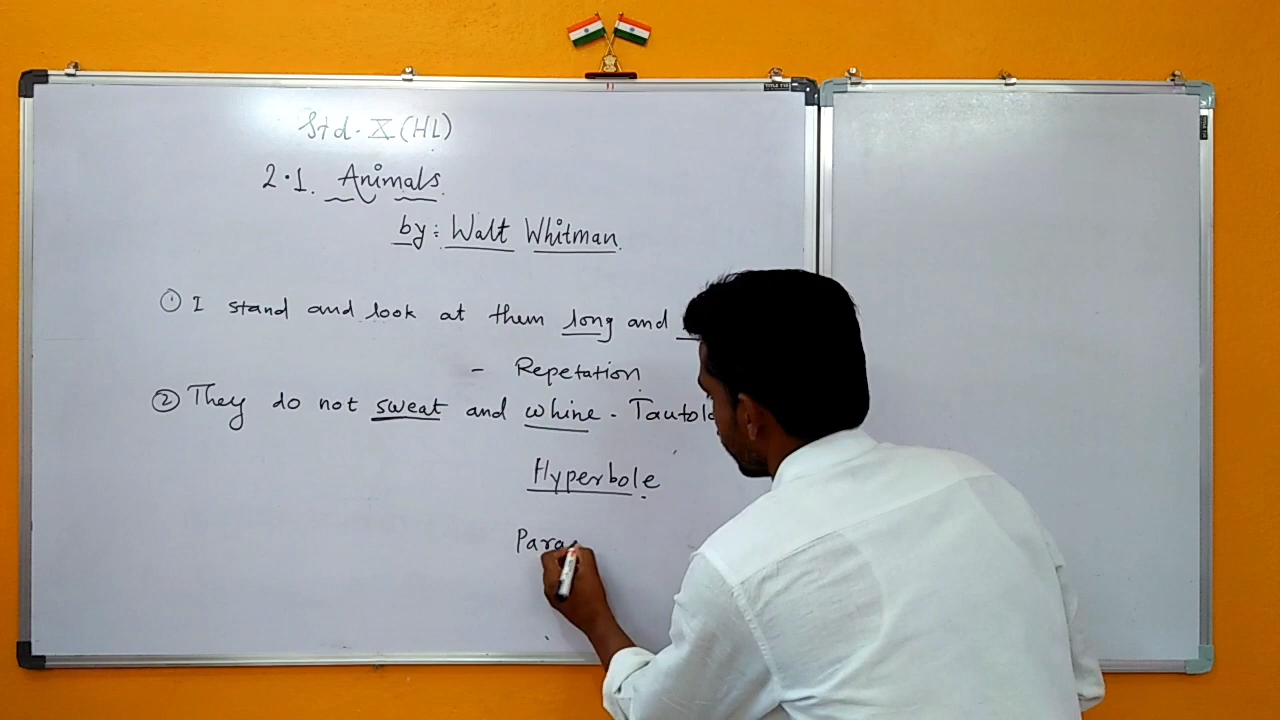 Std-X (HL)
2.1. Animals
by: Walt Whitman
① I stand and look at them long and
- Repetation
② They do not sweat and whine - Tautolo
Hyperbole
Para